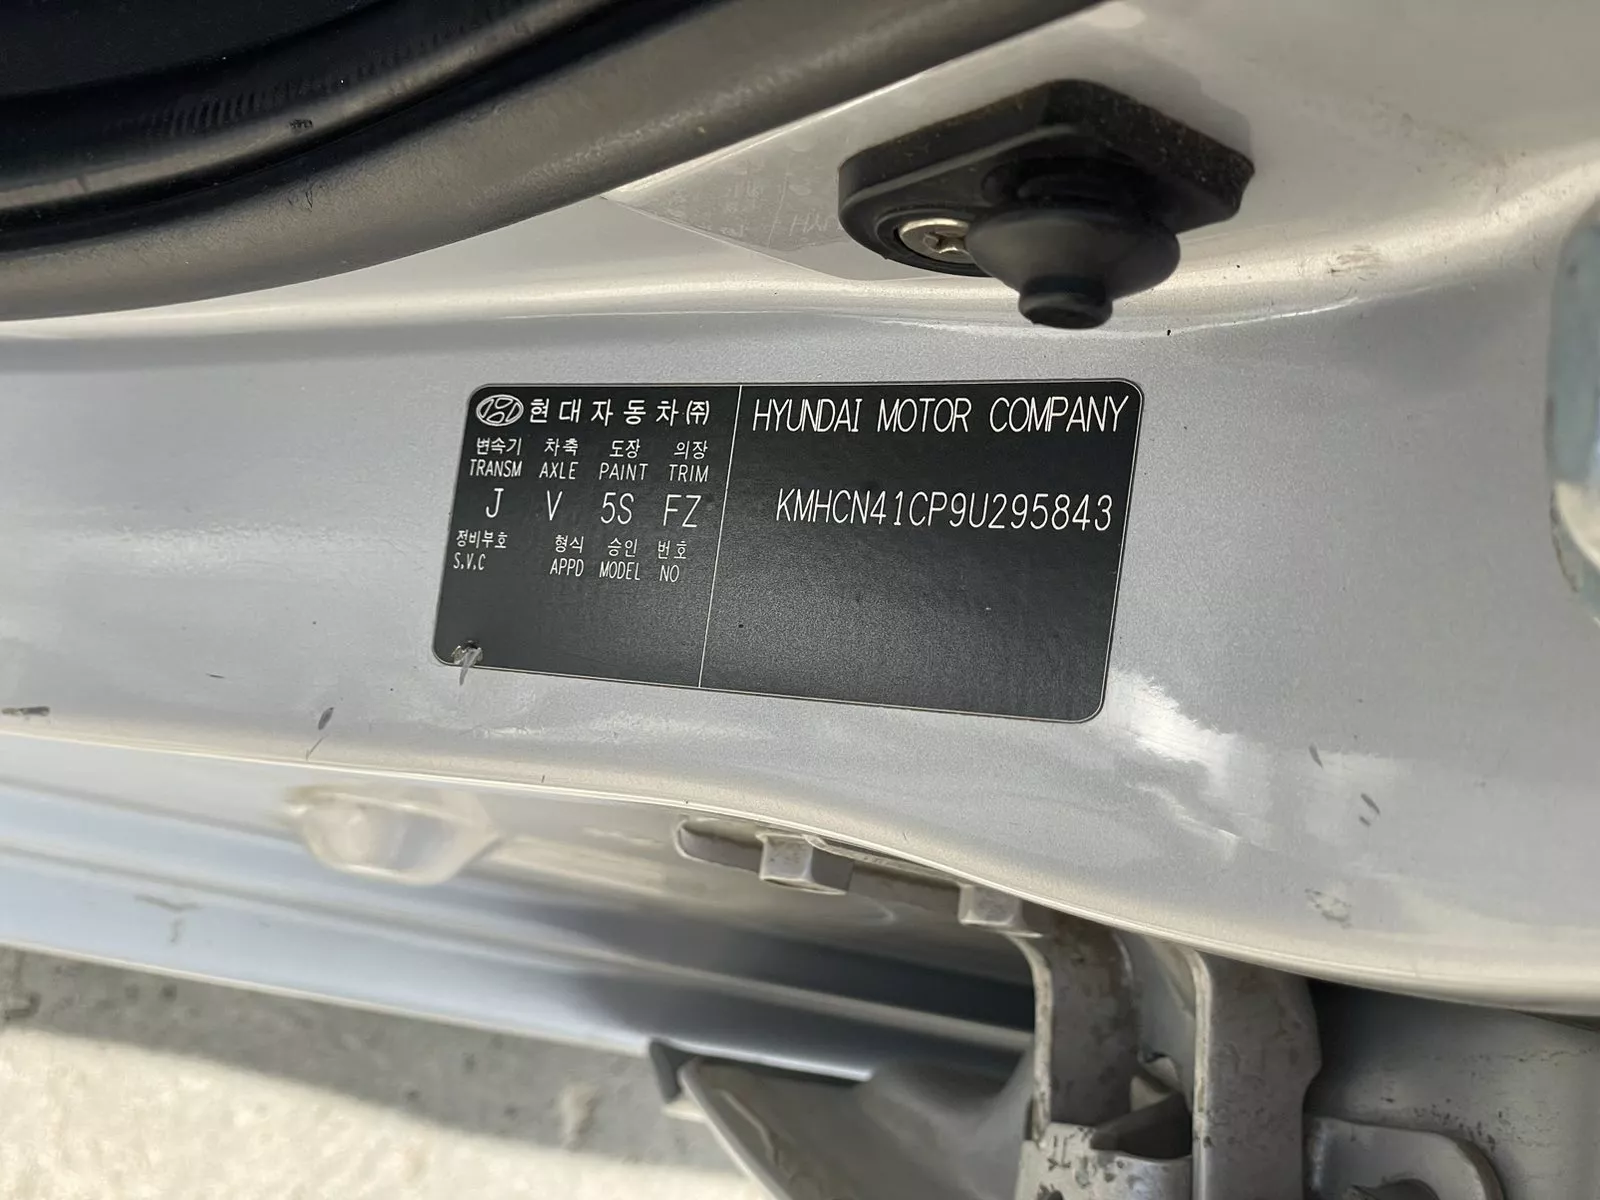 현대자동차㈜
변속기 차축 도장 의장
TRANSM AXLE PAINT TRIM
J V 5S FZ
정비부호 형식 승인 번호
S.V.C APPD MODEL NO
HYUNDAI MOTOR COMPANY
KMHCN41CP9U295843